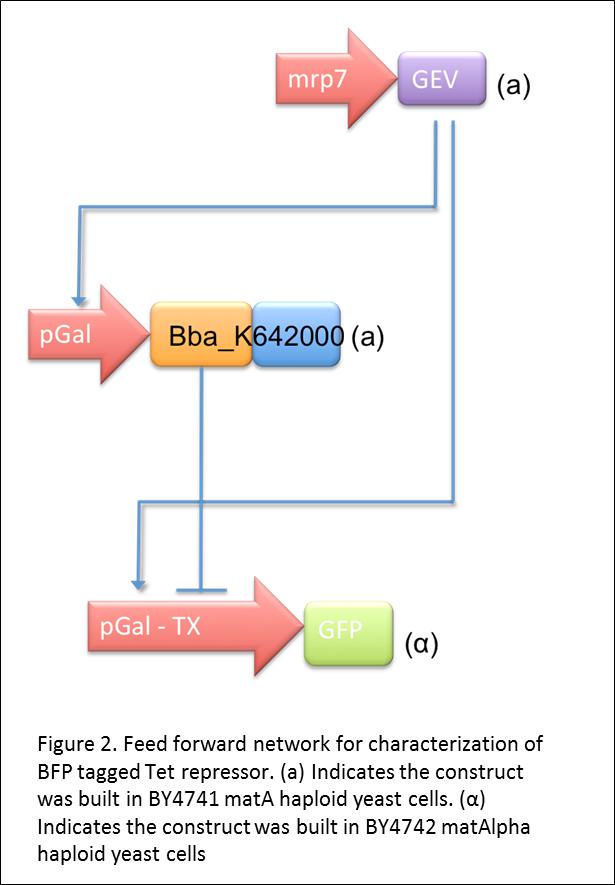 mrp7 GEV (a)
pGal Bba_K642000 (a)
pGal - TX GFP (α)
Figure 2. Feed forward network for characterization of
BFP tagged Tet repressor. (a) Indicates the construct
was built in BY4741 matA haploid yeast cells. (α)
Indicates the construct was built in BY4742 matAlpha
haploid yeast cells